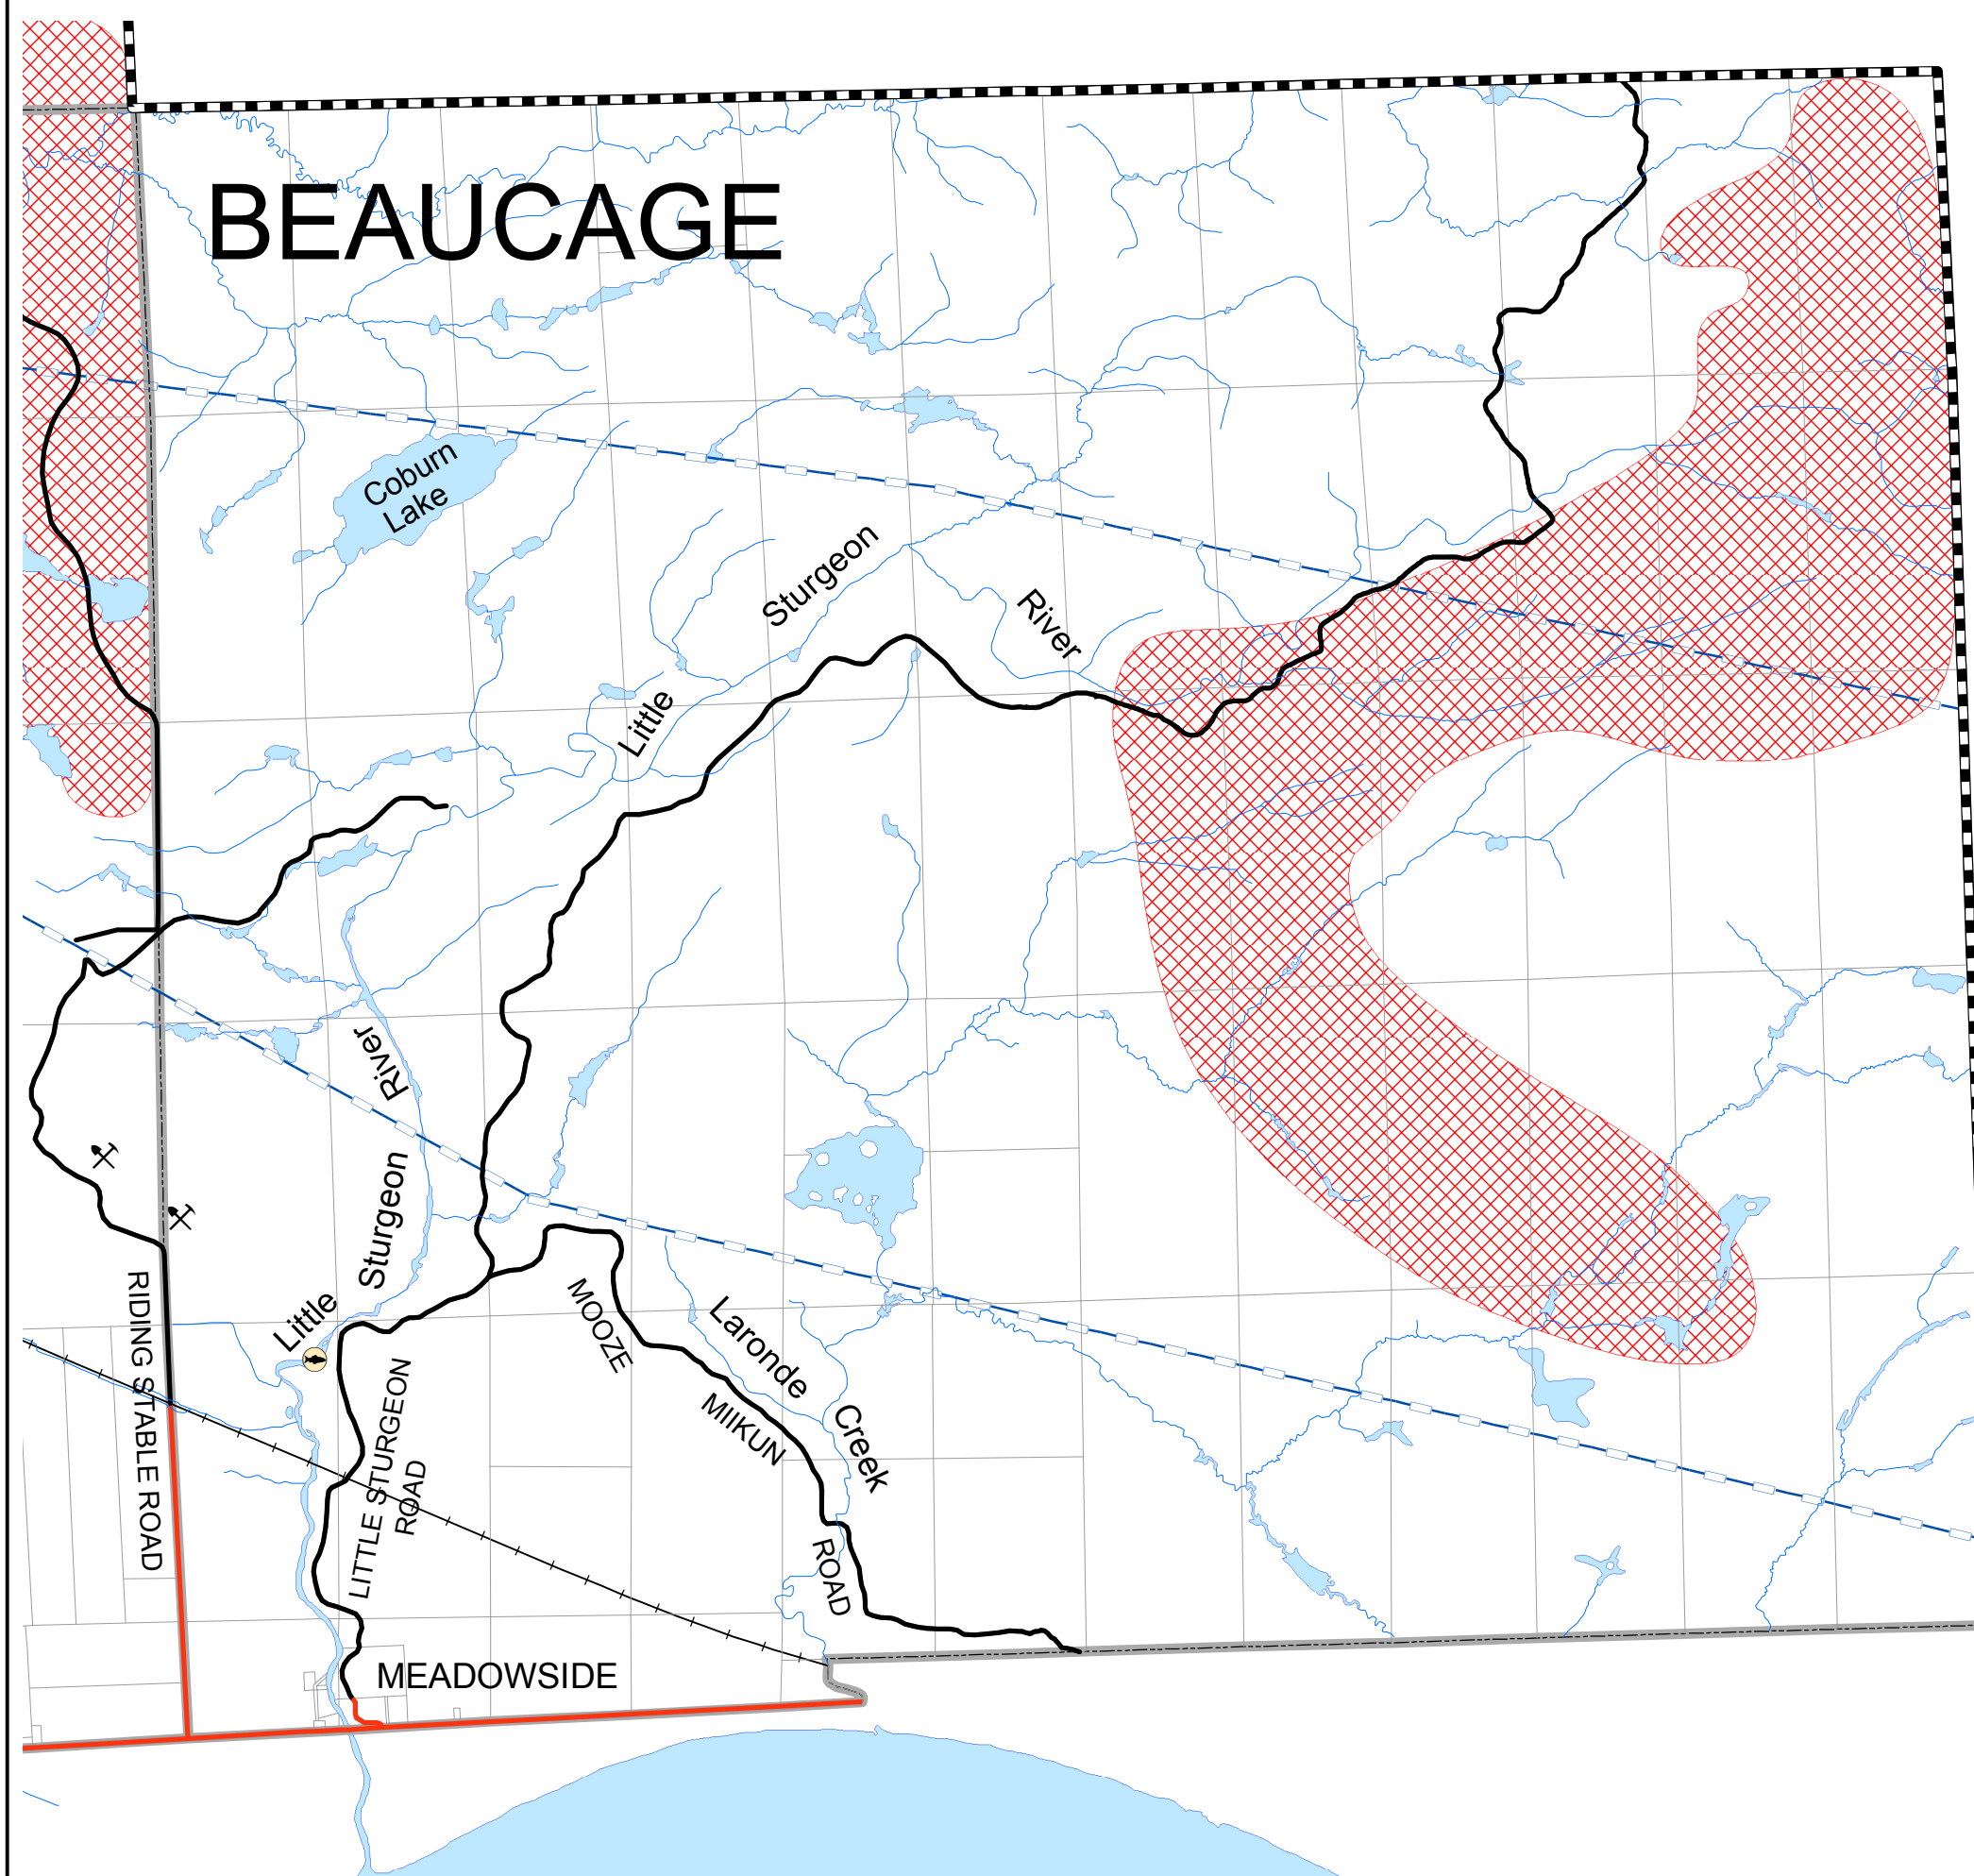 BEAUCAGE
Coburn
Lake
Sturgeon
River
Little
River
Sturgeon
Little
RIDING STABLE ROAD
MOOZE
Laronde
MIIKUN
Creek
LITTLE STURGEON
ROAD
ROAD
MEADOWSIDE